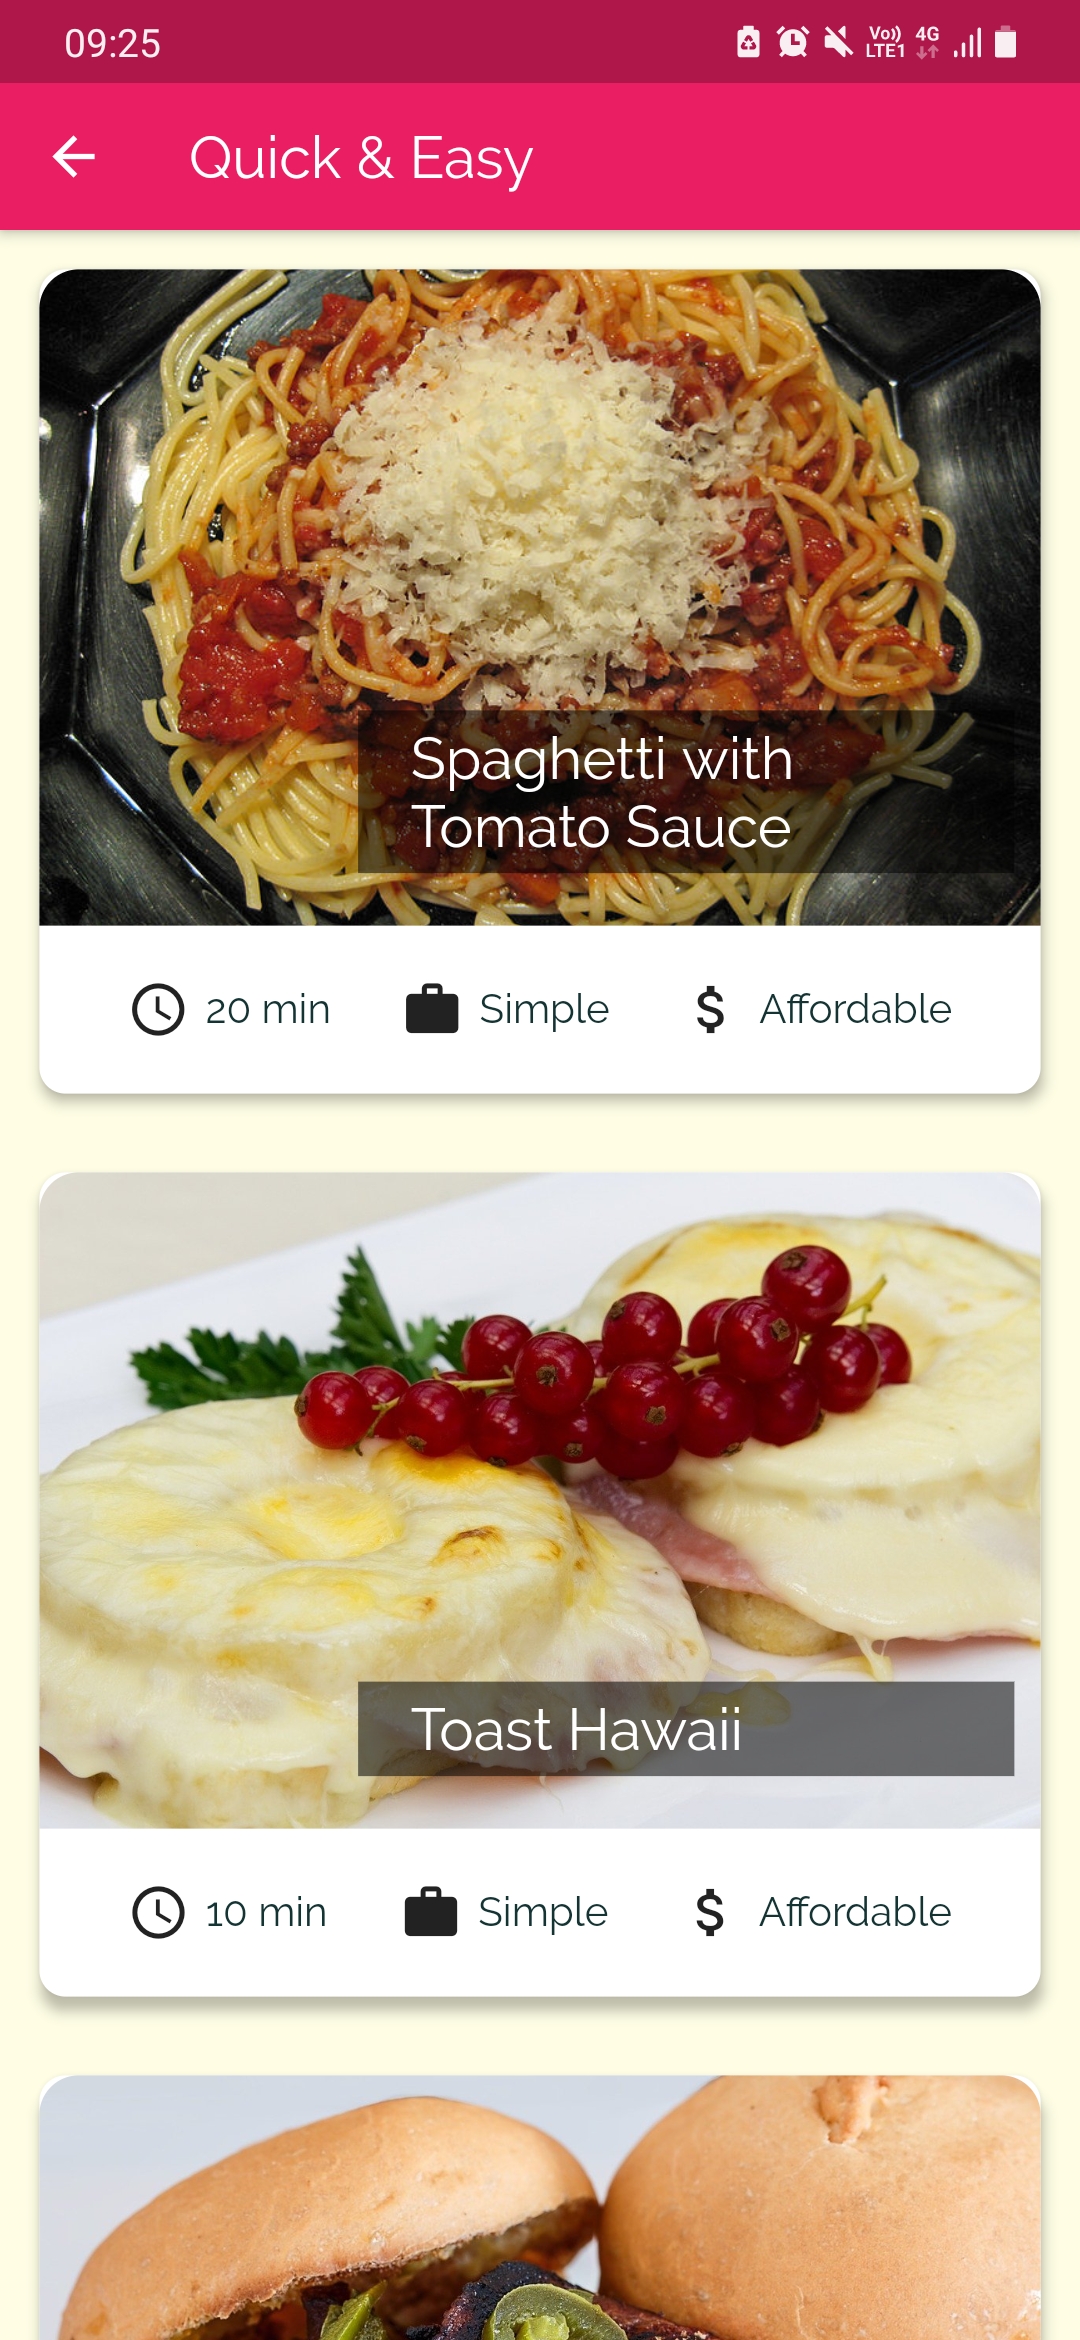 09:25
Vo)) LTE1 4G
Quick & Easy
Spaghetti with
Tomato Sauce
20 min Simple $ Affordable
Toast Hawaii
10 min Simple $ Affordable